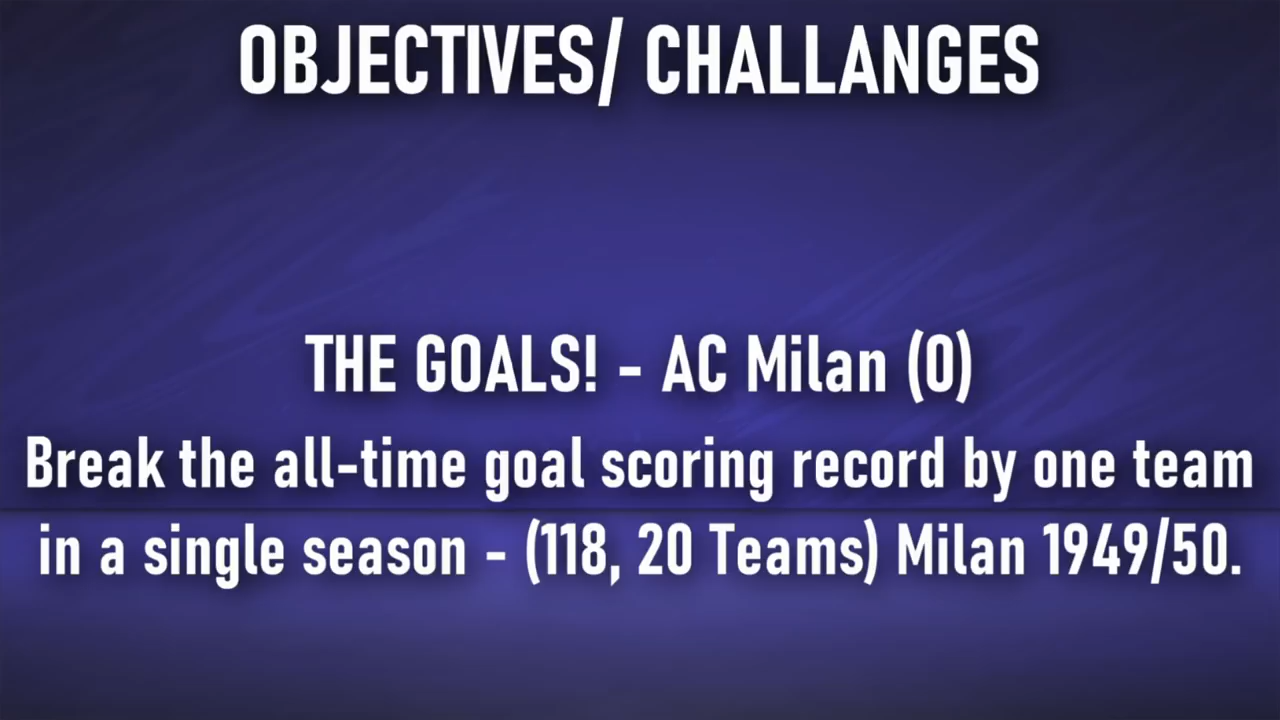 OBJECTIVES/ CHALLANGES
THE GOALS! - AC Milan (0)
Break the all-time goal scoring record by one team
in a single season - (118, 20 Teams) Milan 1949/50.